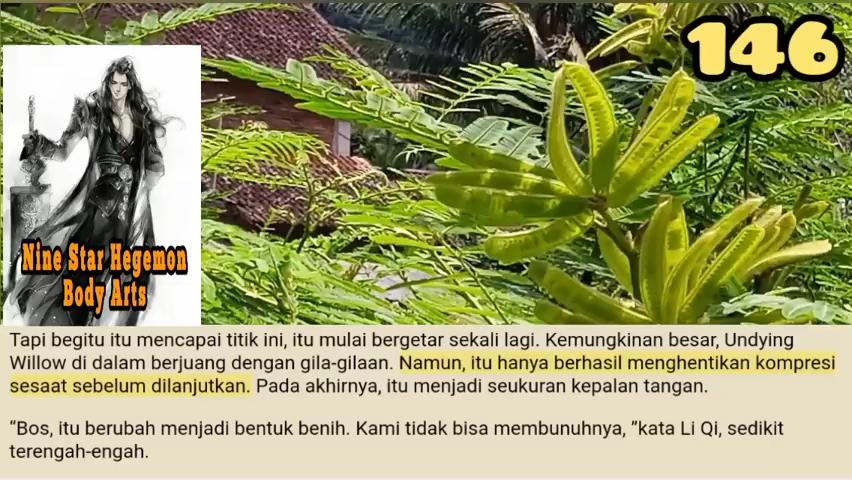 146
Nine Star Hegemon
Body Arts
Tapi begitu itu mencapai titik ini, itu mulai bergetar sekali lagi. Kemungkinan besar, Undying
Willow di dalam berjuang dengan gila-gilaan. Namun, itu hanya berhasil menghentikan kompresi
sesaat sebelum dilanjutkan. Pada akhirnya, itu menjadi seukuran kepalan tangan.
“Bos, itu berubah menjadi bentuk benih. Kami tidak bisa membunuhnya, ”kata Li Qi, sedikit
terengah-engah.